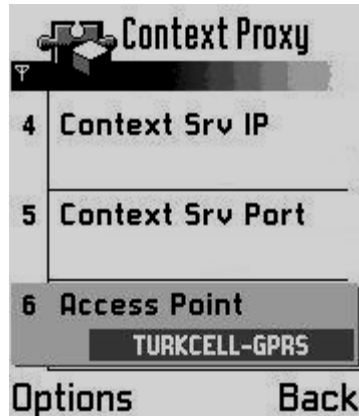 Context Proxy
4 Context Srv IP
5 Context Srv Port
6 Access Point
TURKCELL-GPRS
Options Back